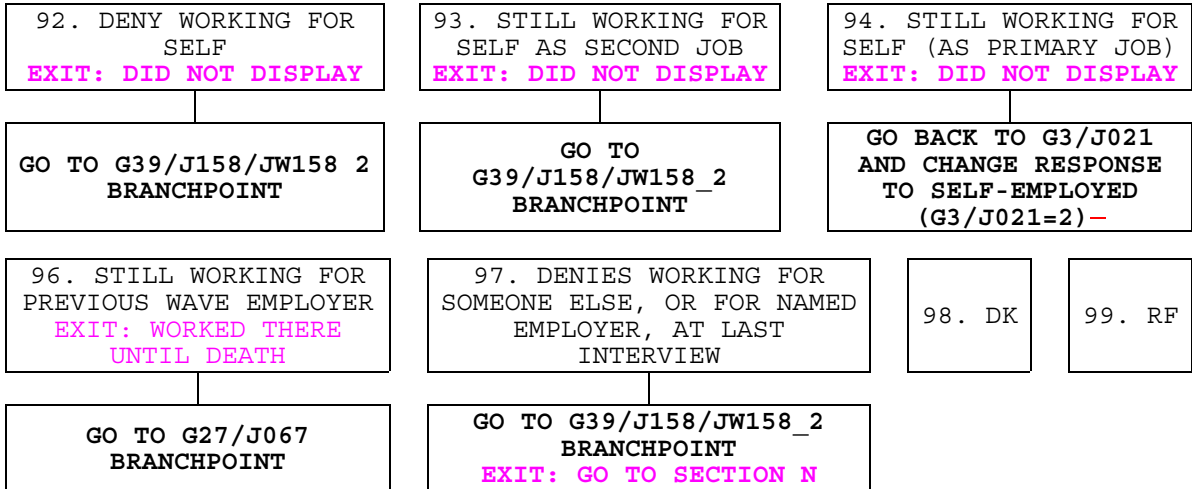 92. DENY WORKING FOR
SELF
EXIT: DID NOT DISPLAY
93. STILL WORKING FOR
SELF AS SECOND JOB
EXIT: DID NOT DISPLAY
94. STILL WORKING FOR
SELF (AS PRIMARY JOB)
EXIT: DID NOT DISPLAY
GO TO G39/J158/JW158 2
BRANCHPOINT
GO TO
G39/J158/JW158_2
BRANCHPOINT
GO BACK TO G3/J021
AND CHANGE RESPONSE
TO SELF-EMPLOYED
(G3/J021=2)
96. STILL WORKING FOR
PREVIOUS WAVE EMPLOYER
EXIT: WORKED THERE
UNTIL DEATH
97. DENIES WORKING FOR
SOMEONE ELSE, OR FOR NAMED
EMPLOYER, AT LAST
INTERVIEW
98. DK
99. RF
GO TO G27/J067
BRANCHPOINT
GO TO G39/J158/JW158_2
BRANCHPOINT
EXIT: GO TO SECTION N